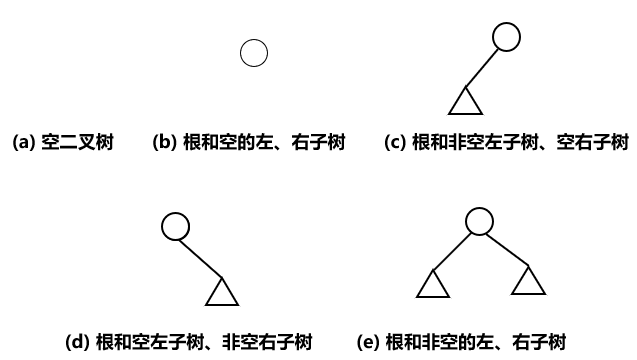 (a) 空二叉树
(b) 根和空的左、右子树
(c) 根和非空左子树、空右子树
(d) 根和空左子树、非空右子树
(e) 根和非空的左、右子树